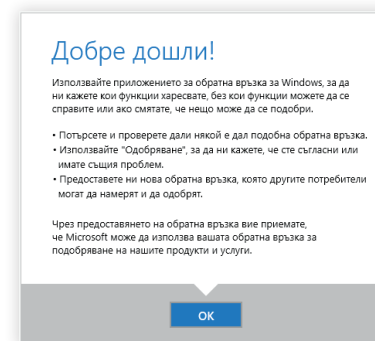 Добре дошли!
Използвайте приложението за обратна връзка за Windows, за да
ни кажете кои функции харесвате, без кои функции можете да се
справите или ако смятате, че нещо може да се подобри.
• Потърсете и проверете дали някой е дал подобна обратна връзка.
• Използвайте "Одобряване", за да ни кажете, че сте съгласни или
имате същия проблем.
• Предоставете ни нова обратна връзка, която другите потребители
могат да намерят и да одобрят.
Чрез предоставянето на обратна връзка вие приемате,
че Microsoft може да използва вашата обратна връзка за
подобряване на нашите продукти и услуги.
ОК